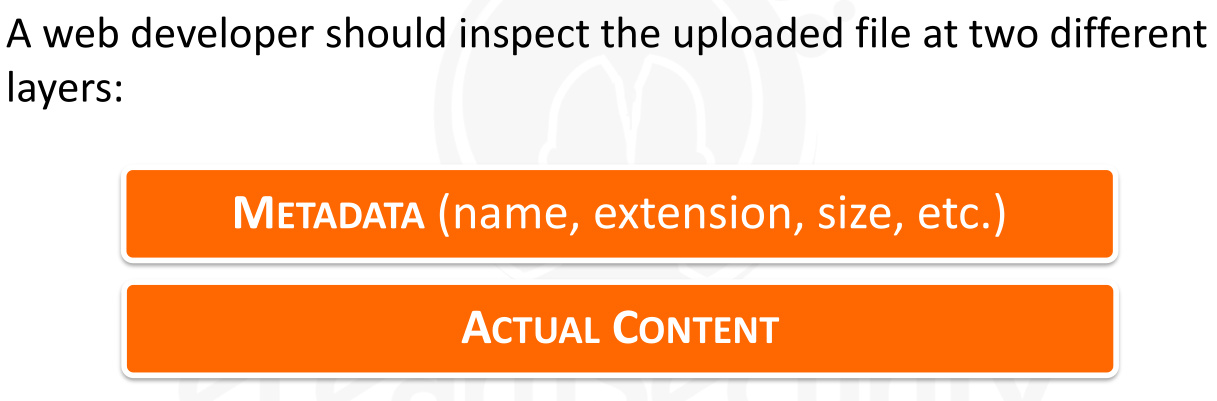 A web developer should inspect the uploaded file at two different
layers:
METADATA (name, extension, size, etc.)
ACTUAL CONTENT